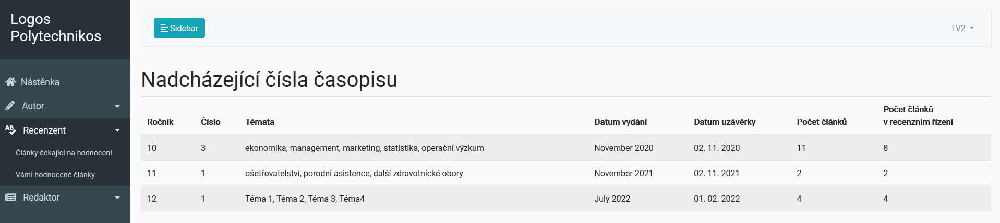 Logos
Polytechnikos
Sidebar
LV2
Nástěnka
Autor
AB
Recenzent
Články čekající na hodnocení
Vámi hodnocené články
Redaktor
Nadcházející čísla časopisu
Ročník Číslo Témata Datum vydání Datum uzávěrky Počet článků Počet článků
v recenzním řízení
10 3 ekonomika, management, marketing, statistika, operační výzkum November 2020 02. 11. 2020 11 8
11 1 ošetřovatelství, porodní asistence, další zdravotnické obory November 2021 02. 11. 2021 2 2
12 1 Téma 1, Téma 2, Téma 3, Téma4 July 2022 01. 02. 2022 4 4